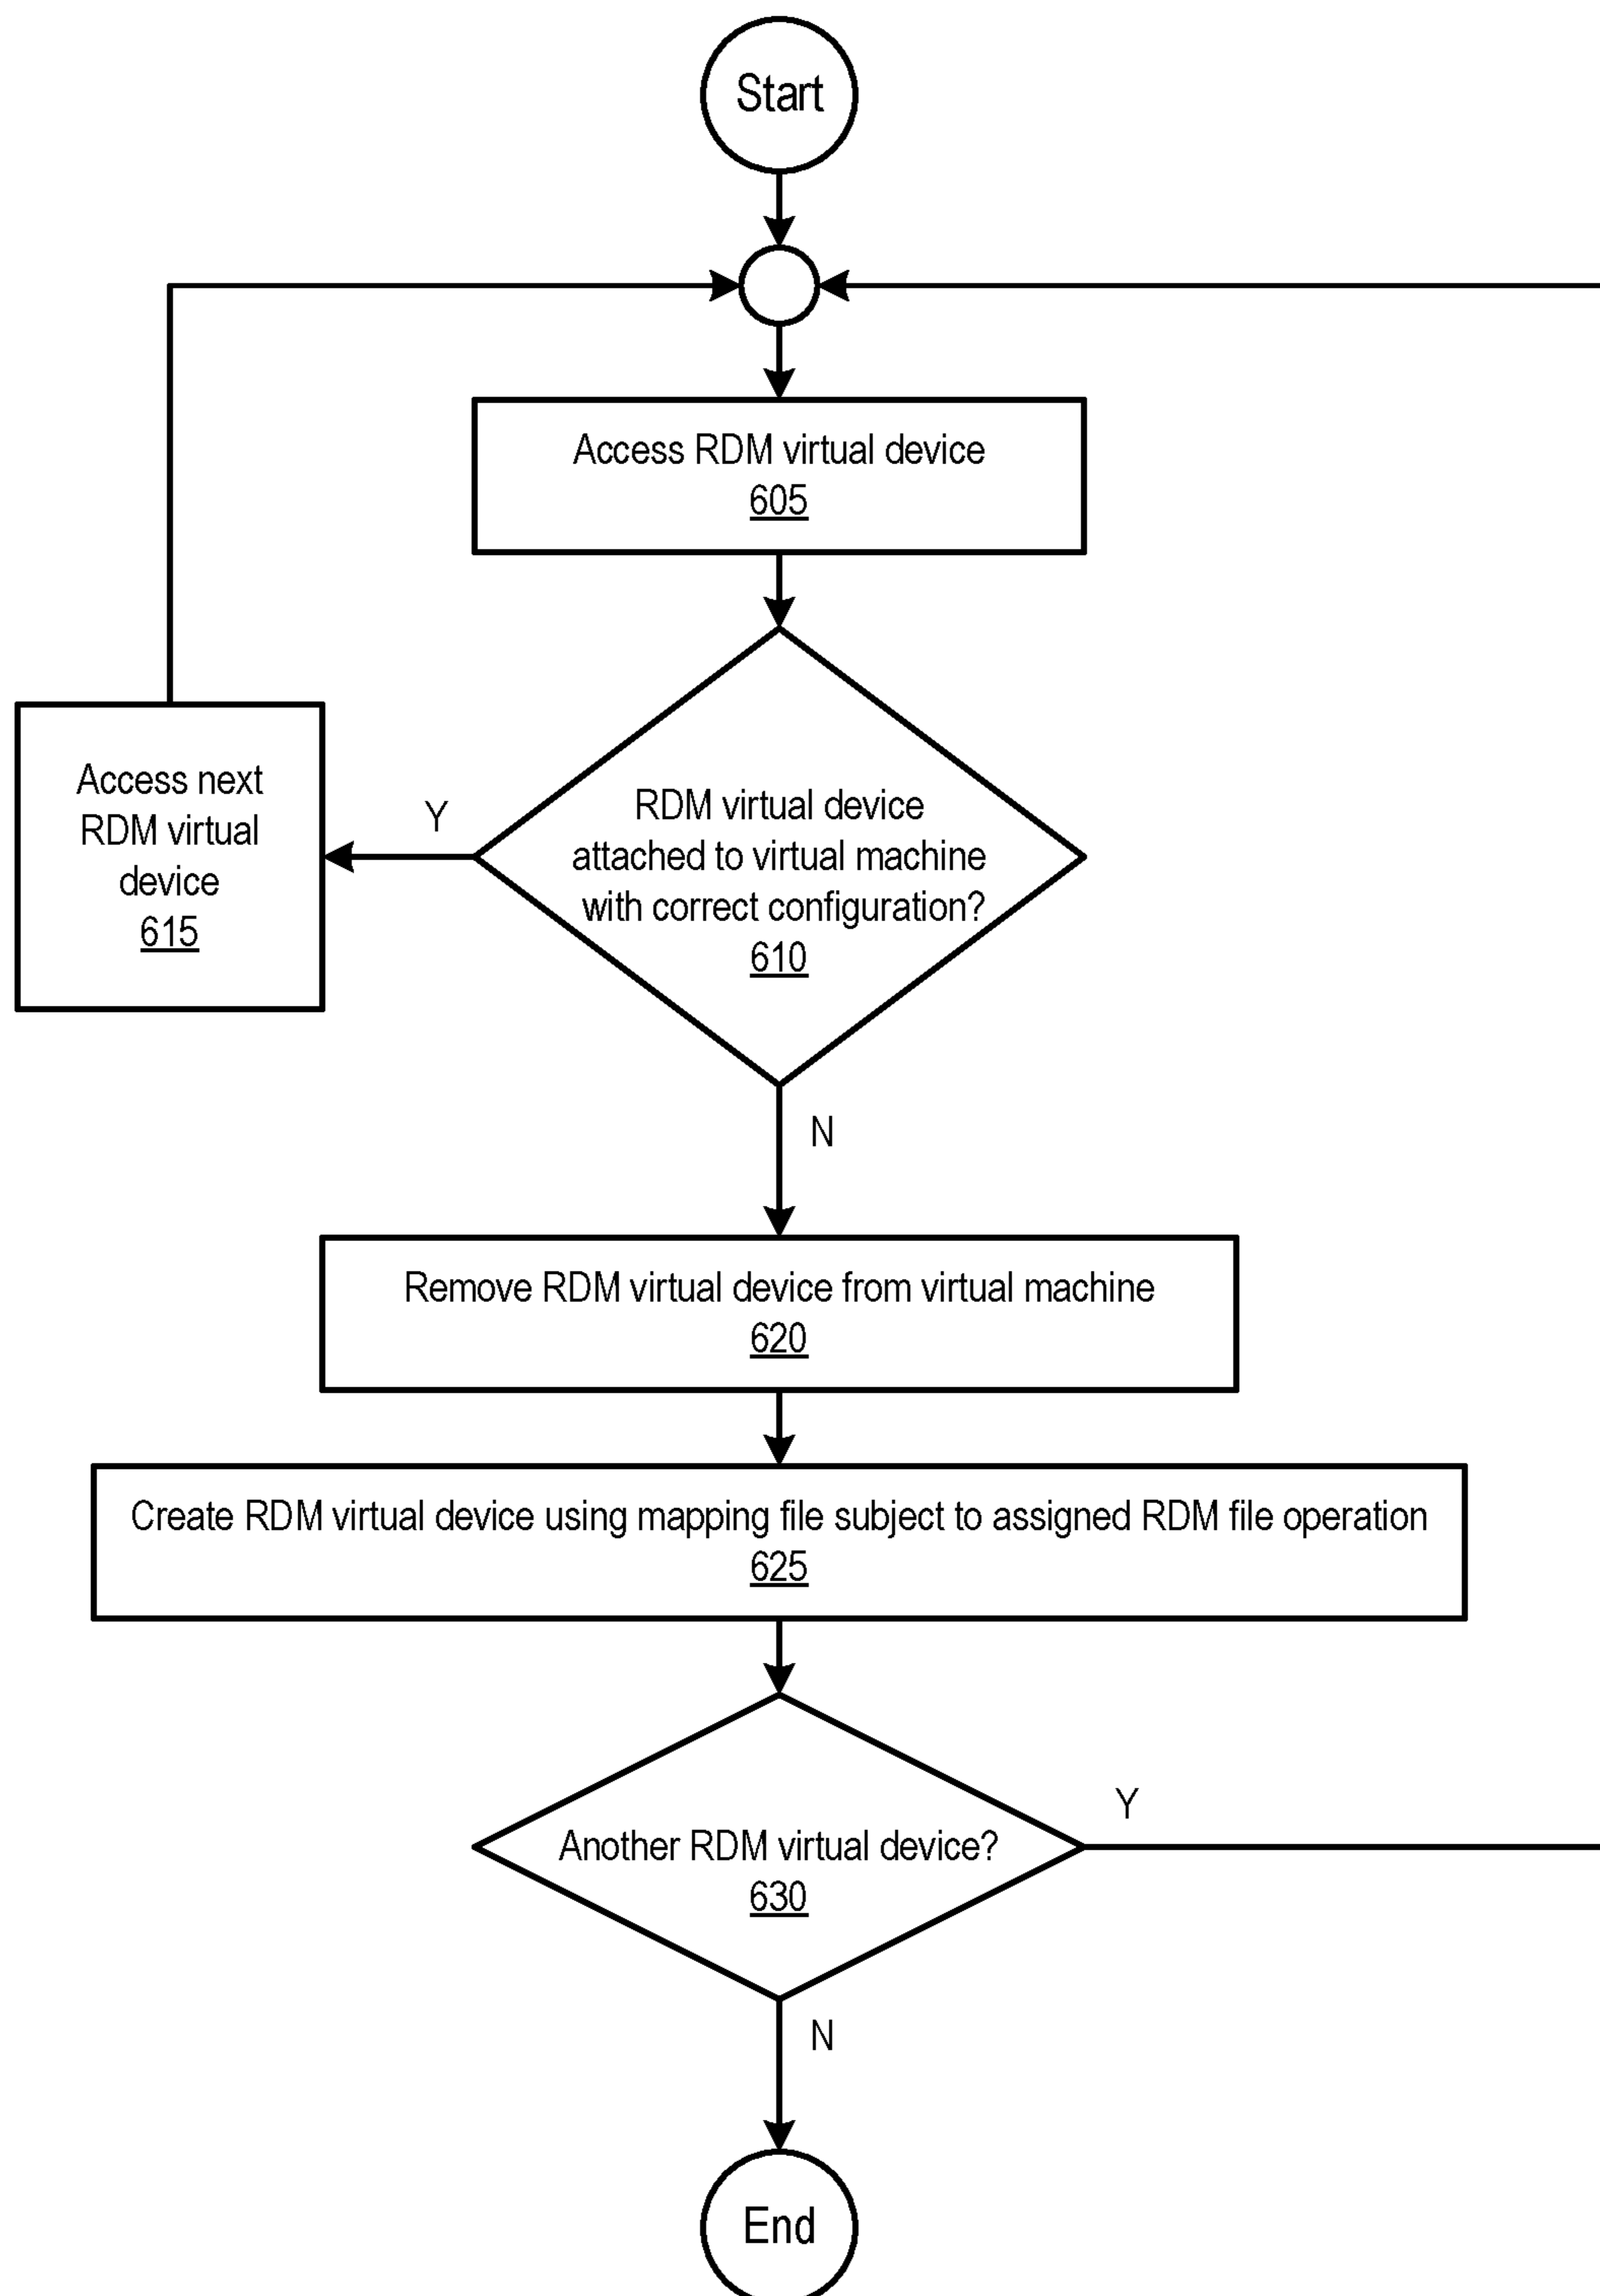 Start
Access RDM virtual device
605
RDM virtual device
attached to virtual machine
with correct configuration?
610
Y
Access next
RDM virtual
device
615
N
Remove RDM virtual device from virtual machine
620
Create RDM virtual device using mapping file subject to assigned RDM file operation
625
Another RDM virtual device?
630
Y
N
End